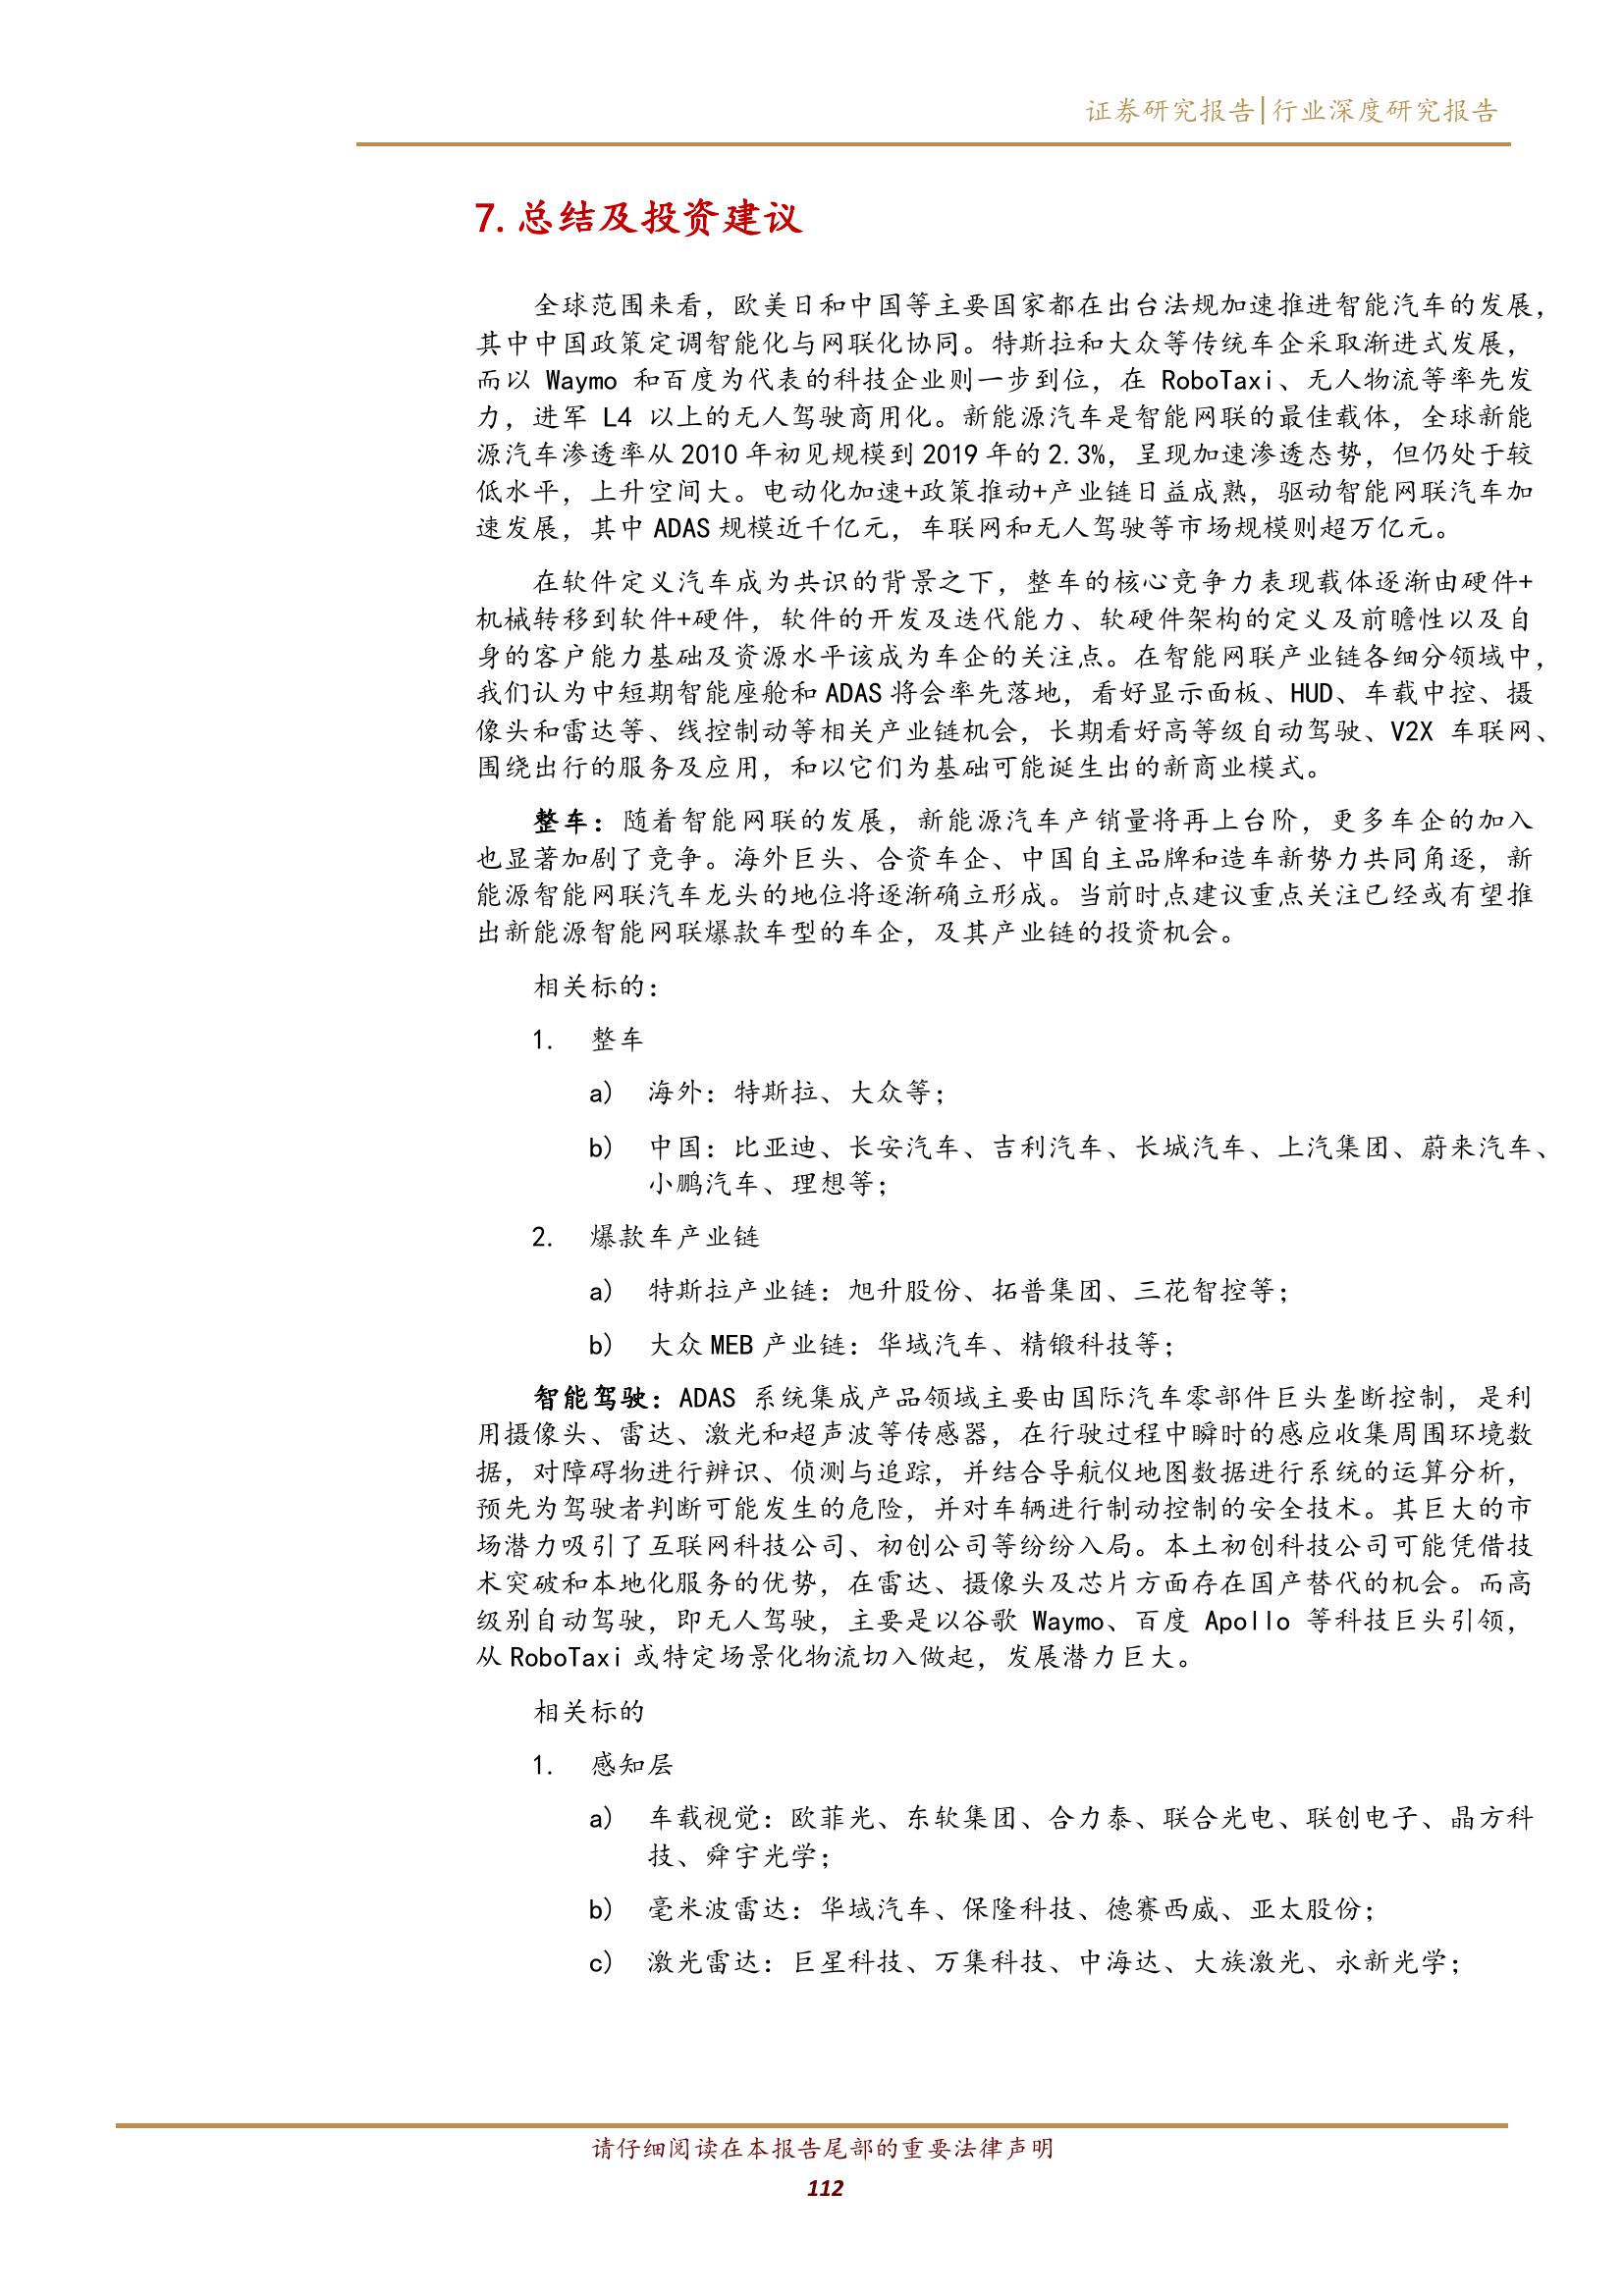 证券研究报告|行业深度研究报告
7.总结及投资建议
全球范围来看，欧美日和中国等主要国家都在出台法规加速推进智能汽车的发展，
其中中国政策定调智能化与网联化协同。特斯拉和大众等传统车企采取渐进式发展，
而以 Waymo 和百度为代表的科技企业则一步到位，在 RoboTaxi、无人物流等率先发
力，进军 L4 以上的无人驾驶商用化。新能源汽车是智能网联的最佳载体，全球新能
源汽车渗透率从 2010 年初见规模到 2019 年的 2.3%，呈现加速渗透态势，但仍处于较
低水平，上升空间大。电动化加速+政策推动+产业链日益成熟，驱动智能网联汽车加
速发展，其中 ADAS 规模近千亿元，车联网和无人驾驶等市场规模则超万亿元。
在软件定义汽车成为共识的背景之下，整车的核心竞争力表现载体逐渐由硬件+
机械转移到软件+硬件，软件的开发及迭代能力、软硬件架构的定义及前瞻性以及自
身的客户能力基础及资源水平该成为车企的关注点。在智能网联产业链各细分领域中，
我们认为中短期智能座舱和 ADAS 将会率先落地，看好显示面板、HUD、车载中控、摄
像头和雷达等、线控制动等相关产业链机会，长期看好高等级自动驾驶、V2X 车联网、
围绕出行的服务及应用，和以它们为基础可能诞生出的新商业模式。
整车：随着智能网联的发展，新能源汽车产销量将再上台阶，更多车企的加入
也显著加剧了竞争。海外巨头、合资车企、中国自主品牌和造车新势力共同角逐，新
能源智能网联汽车龙头的地位将逐渐确立形成。当前时点建议重点关注已经或有望推
出新能源智能网联爆款车型的车企，及其产业链的投资机会。
相关标的：
1. 整车
a) 海外：特斯拉、大众等；
b) 中国：比亚迪、长安汽车、吉利汽车、长城汽车、上汽集团、蔚来汽车、
小鹏汽车、理想等；
2. 爆款车产业链
a) 特斯拉产业链：旭升股份、拓普集团、三花智控等；
b) 大众 MEB 产业链：华域汽车、精锻科技等；
智能驾驶：ADAS 系统集成产品领域主要由国际汽车零部件巨头垄断控制，是利
用摄像头、雷达、激光和超声波等传感器，在行驶过程中瞬时的感应收集周围环境数
据，对障碍物进行辨识、侦测与追踪，并结合导航仪地图数据进行系统的运算分析，
预先为驾驶者判断可能发生的危险，并对车辆进行制动控制的安全技术。其巨大的市
场潜力吸引了互联网科技公司、初创公司等纷纷入局。本土初创科技公司可能凭借技
术突破和本地化服务的优势，在雷达、摄像头及芯片方面存在国产替代的机会。而高
级别自动驾驶，即无人驾驶，主要是以谷歌 Waymo、百度 Apollo 等科技巨头引领，
从 RoboTaxi 或特定场景化物流切入做起，发展潜力巨大。
相关标的
1. 感知层
a) 车载视觉：欧菲光、东软集团、合力泰、联合光电、联创电子、晶方科
技、舜宇光学；
b) 毫米波雷达：华域汽车、保隆科技、德赛西威、亚太股份；
c) 激光雷达：巨星科技、万集科技、中海达、大族激光、永新光学；
请仔细阅读在本报告尾部的重要法律声明
112